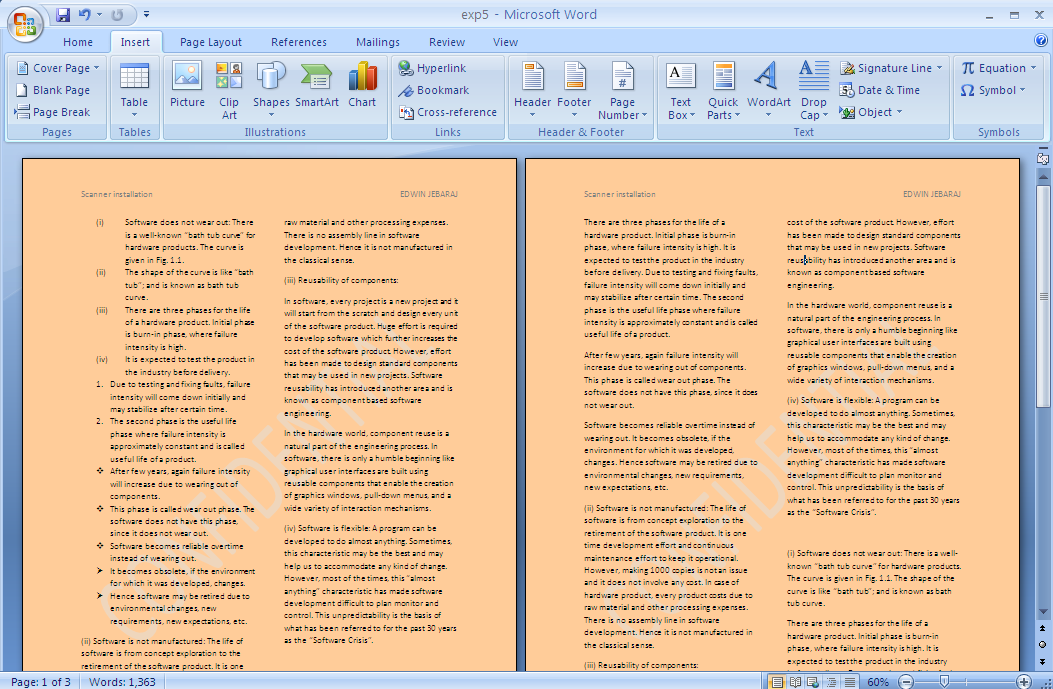 exp5 - Microsoft Word
Home Insert Page Layout References Mailings Review View
Cover Page
Blank Page
Page Break
Pages
Table
Tables
Picture
Clip Art
Shapes
SmartArt
Chart
Illustrations
Hyperlink
Bookmark
Cross-reference
Links
Header
Footer
Page Number
Header & Footer
Text Box
Quick Parts
WordArt
Drop Cap
Signature Line
Date & Time
Object
Text
Equation
Symbol
Symbols
Scanner installation EDWIN JEBARAJ
(i) Software does not wear out: There
is a well-known “bath tub curve” for
hardware products. The curve is
given in Fig. 1.1.
(ii) The shape of the curve is like “bath
tub”; and is known as bath tub
curve.
(iii) There are three phases for the life
of a hardware product. Initial phase
is burn-in phase, where failure
intensity is high.
(iv) It is expected to test the product in
the industry before delivery.
1. Due to testing and fixing faults, failure
intensity will come down initially and
may stabilize after certain time.
2. The second phase is the useful life
phase where failure intensity is
approximately constant and is called
useful life of a product.
❖ After few years, again failure intensity
will increase due to wearing out of
components.
❖ This phase is called wear out phase. The
software does not have this phase,
since it does not wear out.
❖ Software becomes reliable overtime
instead of wearing out.
➤ It becomes obsolete, if the environment
for which it was developed, changes.
➤ Hence software may be retired due to
environmental changes, new
requirements, new expectations, etc.
(ii) Software is not manufactured: The life of
software is from concept exploration to the
retirement of the software product. It is one
raw material and other processing expenses.
There is no assembly line in software
development. Hence it is not manufactured in
the classical sense.
(iii) Reusability of components:
In software, every project is a new project and it
will start from the scratch and design every unit
of the software product. Huge effort is required
to develop software which further increases the
cost of the software product. However, effort
has been made to design standard components
that may be used in new projects. Software
reusability has introduced another area and is
known as component based software
engineering.
In the hardware world, component reuse is a
natural part of the engineering process. In
software, there is only a humble beginning like
graphical user interfaces are built using
reusable components that enable the creation
of graphics windows, pull-down menus, and a
wide variety of interaction mechanisms.
(iv) Software is flexible: A program can be
developed to do almost anything. Sometimes,
this characteristic may be the best and may
help us to accommodate any kind of change.
However, most of the times, this “almost
anything” characteristic has made software
development difficult to plan monitor and
control. This unpredictability is the basis of
what has been referred to for the past 30 years
as the “Software Crisis”.
Scanner installation EDWIN JEBARAJ
There are three phases for the life of a
hardware product. Initial phase is burn-in
phase, where failure intensity is high. It is
expected to test the product in the industry
before delivery. Due to testing and fixing faults,
failure intensity will come down initially and
may stabilize after certain time. The second
phase is the useful life phase where failure
intensity is approximately constant and is called
useful life of a product.
After few years, again failure intensity will
increase due to wearing out of components.
This phase is called wear out phase. The
software does not have this phase, since it does
not wear out.
Software becomes reliable overtime instead of
wearing out. It becomes obsolete, if the
environment for which it was developed,
changes. Hence software may be retired due to
environmental changes, new requirements,
new expectations, etc.
(ii) Software is not manufactured: The life of
software is from concept exploration to the
retirement of the software product. It is one
time development effort and continuous
maintenance effort to keep it operational.
However, making 1000 copies is not an issue
and it does not involve any cost. In case of
hardware product, every product costs due to
raw material and other processing expenses.
There is no assembly line in software
development. Hence it is not manufactured in
the classical sense.
(iii) Reusability of components:
cost of the software product. However, effort
has been made to design standard components
that may be used in new projects. Software
reusability has introduced another area and is
known as component based software
engineering.
In the hardware world, component reuse is a
natural part of the engineering process. In
software, there is only a humble beginning like
graphical user interfaces are built using
reusable components that enable the creation
of graphics windows, pull-down menus, and a
wide variety of interaction mechanisms.
(iv) Software is flexible: A program can be
developed to do almost anything. Sometimes,
this characteristic may be the best and may
help us to accommodate any kind of change.
However, most of the times, this “almost
anything” characteristic has made software
development difficult to plan monitor and
control. This unpredictability is the basis of
what has been referred to for the past 30 years
as the “Software Crisis”.
(i) Software does not wear out: There is a well-
known “bath tub curve” for hardware products.
The curve is given in Fig. 1.1. The shape of the
curve is like “bath tub”; and is known as bath
tub curve.
There are three phases for the life of a
hardware product. Initial phase is burn-in
phase, where failure intensity is high. It is
expected to test the product in the industry
Page: 1 of 3 Words: 1,363 60%